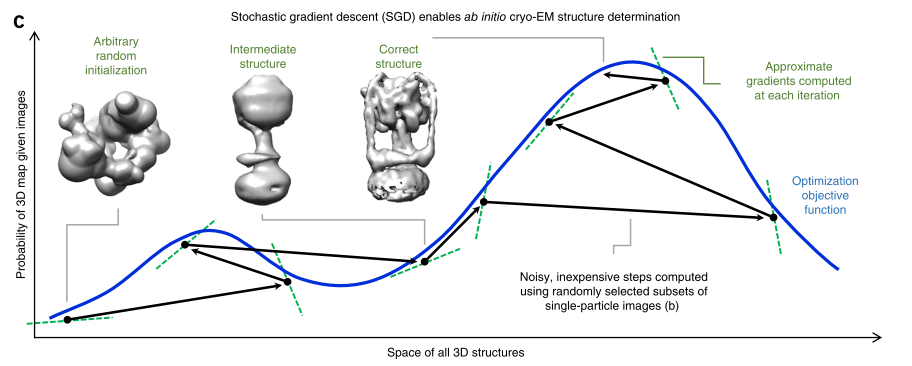 c
Stochastic gradient descent (SGD) enables ab initio cryo-EM structure determination
Arbitrary
random
initialization
Intermediate
structure
Correct
structure
Approximate
gradients computed
at each iteration
Optimization
objective
function
Noisy, inexpensive steps computed
using randomly selected subsets of
single-particle images (b)
Probability of 3D map given images
Space of all 3D structures